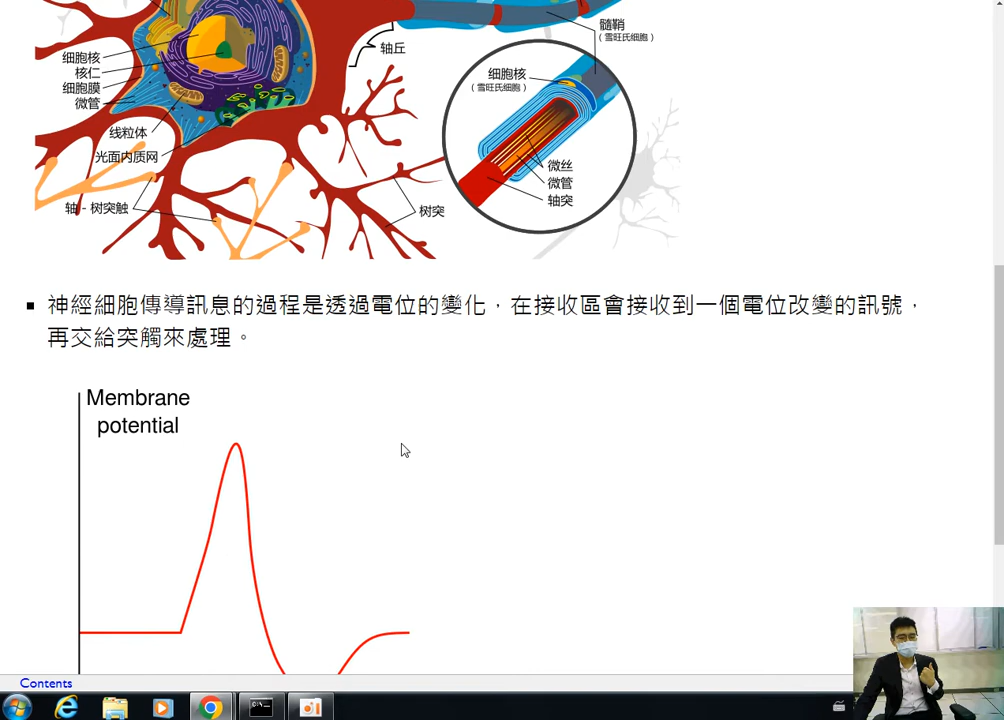 髓鞘
（雪旺氏细胞）
轴丘
细胞核
核仁
细胞膜
微管
线粒体
光面内质网
轴 - 树突触
树突
细胞核
（雪旺氏细胞）
微丝
微管
轴突
神經細胞傳導訊息的過程是透過電位的變化，在接收區會接收到一個電位改變的訊號，
再交給突觸來處理。
Membrane
potential
Contents